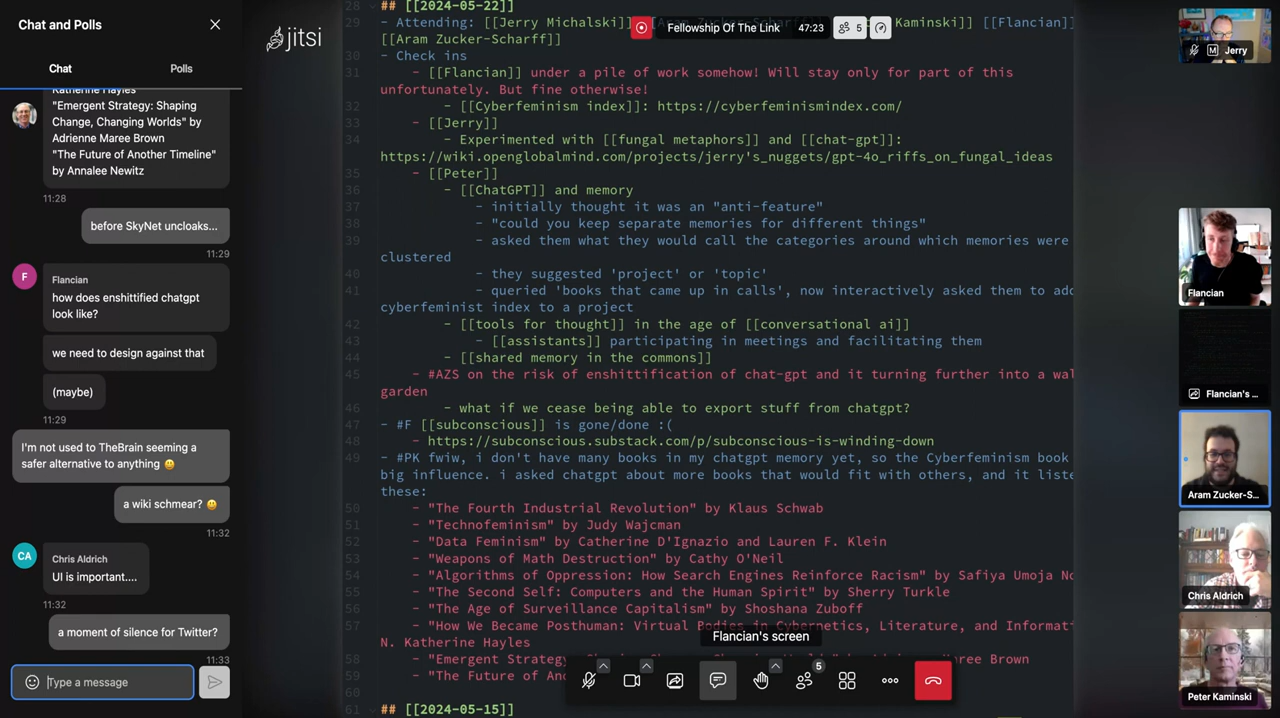 Chat and Polls
Chat
Polls
Katherine Hayles
"Emergent Strategy: Shaping
Change, Changing Worlds" by
Adrienne Maree Brown
"The Future of Another Timeline"
by Annalee Newitz
11:28
before SkyNet uncloaks...
11:29
F
Flancian
how does enshittified chatgpt
look like?
we need to design against that
(maybe)
11:29
I'm not used to TheBrain seeming a
safer alternative to anything 😀
a wiki schmear? 😀
11:32
CA
Chris Aldrich
UI is important....
11:32
a moment of silence for Twitter?
11:33
Type a message
jitsi
Fellowship Of The Link
47:23
5
28 ## [[2024-05-22]]
29 - Attending: [[Jerry Michalski]] Zucker-Scharff Kaminski]] [[Flancian]]
[[Aram Zucker-Scharff]]
30 - Check ins
31 - [[Flancian]] under a pile of work somehow! Will stay only for part of this
unfortunately. But fine otherwise!
32 - [[Cyberfeminism index]]: https://cyberfeminismindex.com/
33 - [[Jerry]]
34 - Experimented with [[fungal metaphors]] and [[chat-gpt]]:
https://wiki.openglobalmind.com/projects/jerry's_nuggets/gpt-4o_riffs_on_fungal_ideas
35 - [[Peter]]
36 - [[ChatGPT]] and memory
37 - initially thought it was an "anti-feature"
38 - "could you keep separate memories for different things"
39 - asked them what they would call the categories around which memories were
clustered
40 - they suggested 'project' or 'topic'
41 - queried 'books that came up in calls', now interactively asked them to add
cyberfeminist index to a project
42 - [[tools for thought]] in the age of [[conversational ai]]
43 - [[assistants]] participating in meetings and facilitating them
44 - [[shared memory in the commons]]
45 - #AZS on the risk of enshittification of chat-gpt and it turning further into a wal
garden
46 - what if we cease being able to export stuff from chatgpt?
47 - #F [[subconscious]] is gone/done :(
48 - https://subconscious.substack.com/p/subconscious-is-winding-down
49 - #PK fwiw, i don't have many books in my chatgpt memory yet, so the Cyberfeminism book
big influence. i asked chatgpt about more books that would fit with others, and it liste
these:
50 - "The Fourth Industrial Revolution" by Klaus Schwab
51 - "Technofeminism" by Judy Wajcman
52 - "Data Feminism" by Catherine D'Ignazio and Lauren F. Klein
53 - "Weapons of Math Destruction" by Cathy O'Neil
54 - "Algorithms of Oppression: How Search Engines Reinforce Racism" by Safiya Umoja No
55 - "The Second Self: Computers and the Human Spirit" by Sherry Turkle
56 - "The Age of Surveillance Capitalism" by Shoshana Zuboff
57 - "How We Became Posthuman: Virtual Bodies in Cybernetics, Literature, and Informati
N. Katherine Hayles
58 - "Emergent Maree Brown
59 - "The Future of
60
61 ## [[2024-05-15]]
Flancian's screen
5
M Jerry
Flancian
Flancian's ...
Aram Zucker-S...
Chris Aldrich
Peter Kaminski